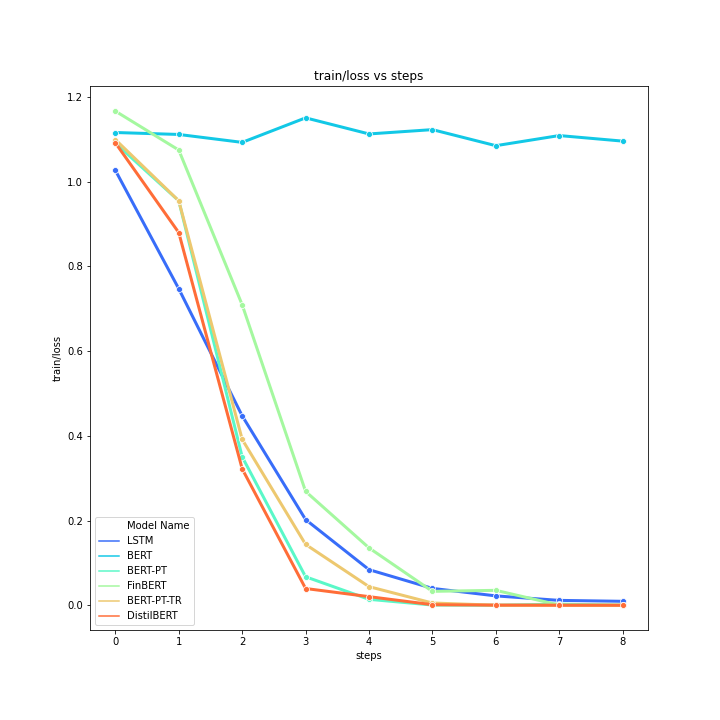 train/loss vs steps
train/loss
1.2
1.0
0.8
0.6
0.4
0.2
0.0
Model Name
LSTM
BERT
BERT-PT
FinBERT
BERT-PT-TR
DistilBERT
0 1 2 3 4 5 6 7 8
steps